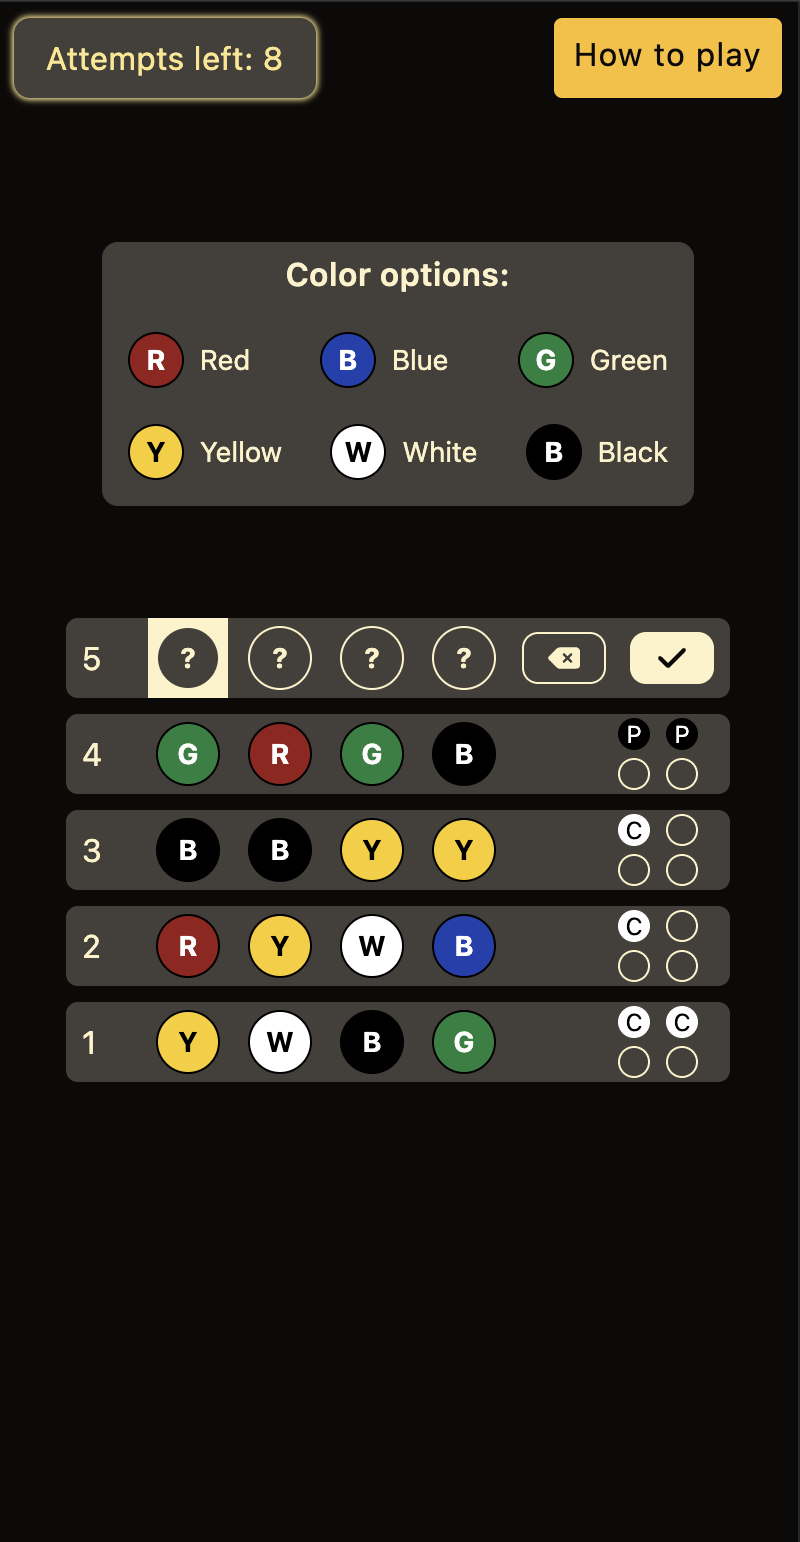 Attempts left: 8
How to play
Color options:
R Red B Blue G Green
Y Yellow W White B Black
5 ? ? ? ?
4 G R G B P P
3 B B Y Y C
2 R Y W B C
1 Y W B G C C